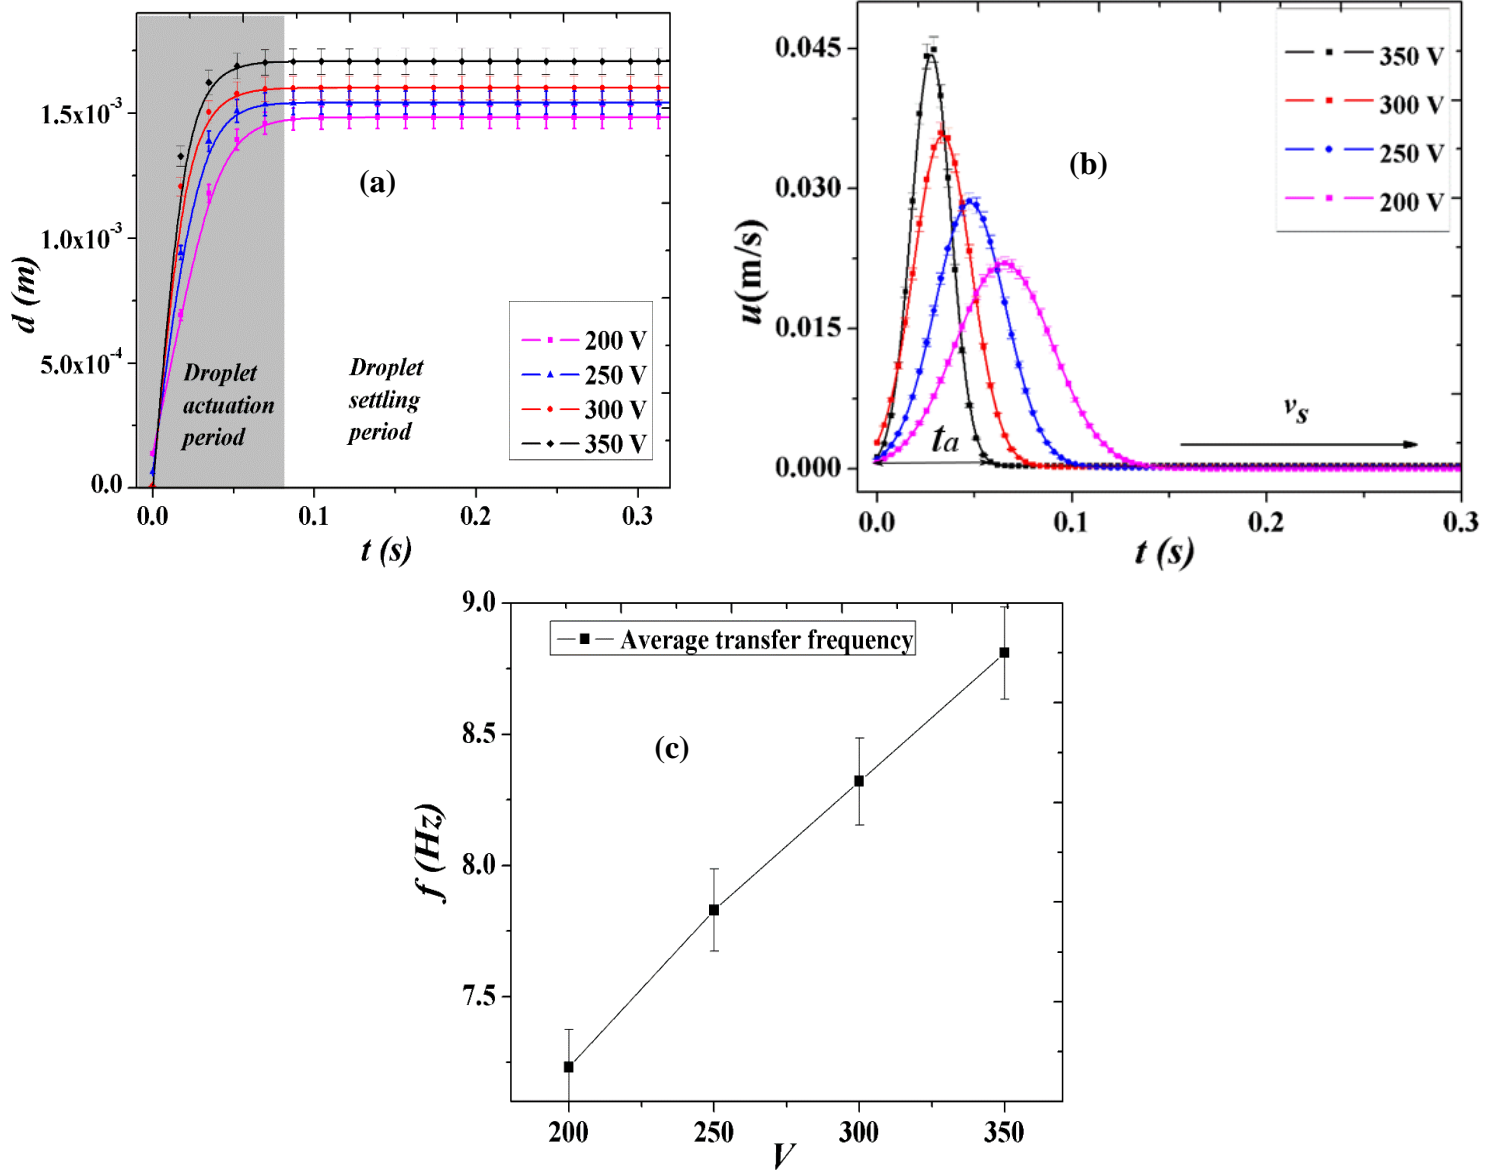 1.5x10⁻³
1.0x10⁻³
5.0x10⁻⁴
0.0
d (m)
(a)
Droplet
actuation
period
Droplet
settling
period
200 V
250 V
300 V
350 V
0.0 0.1 0.2 0.3
t (s)
0.045
0.030
0.015
0.000
u(m/s)
(b)
350 V
300 V
250 V
200 V
tₐ
vₛ
0.0 0.1 0.2 0.3
t (s)
9.0
8.5
8.0
7.5
f (Hz)
Average transfer frequency
(c)
200 250 300 350
V